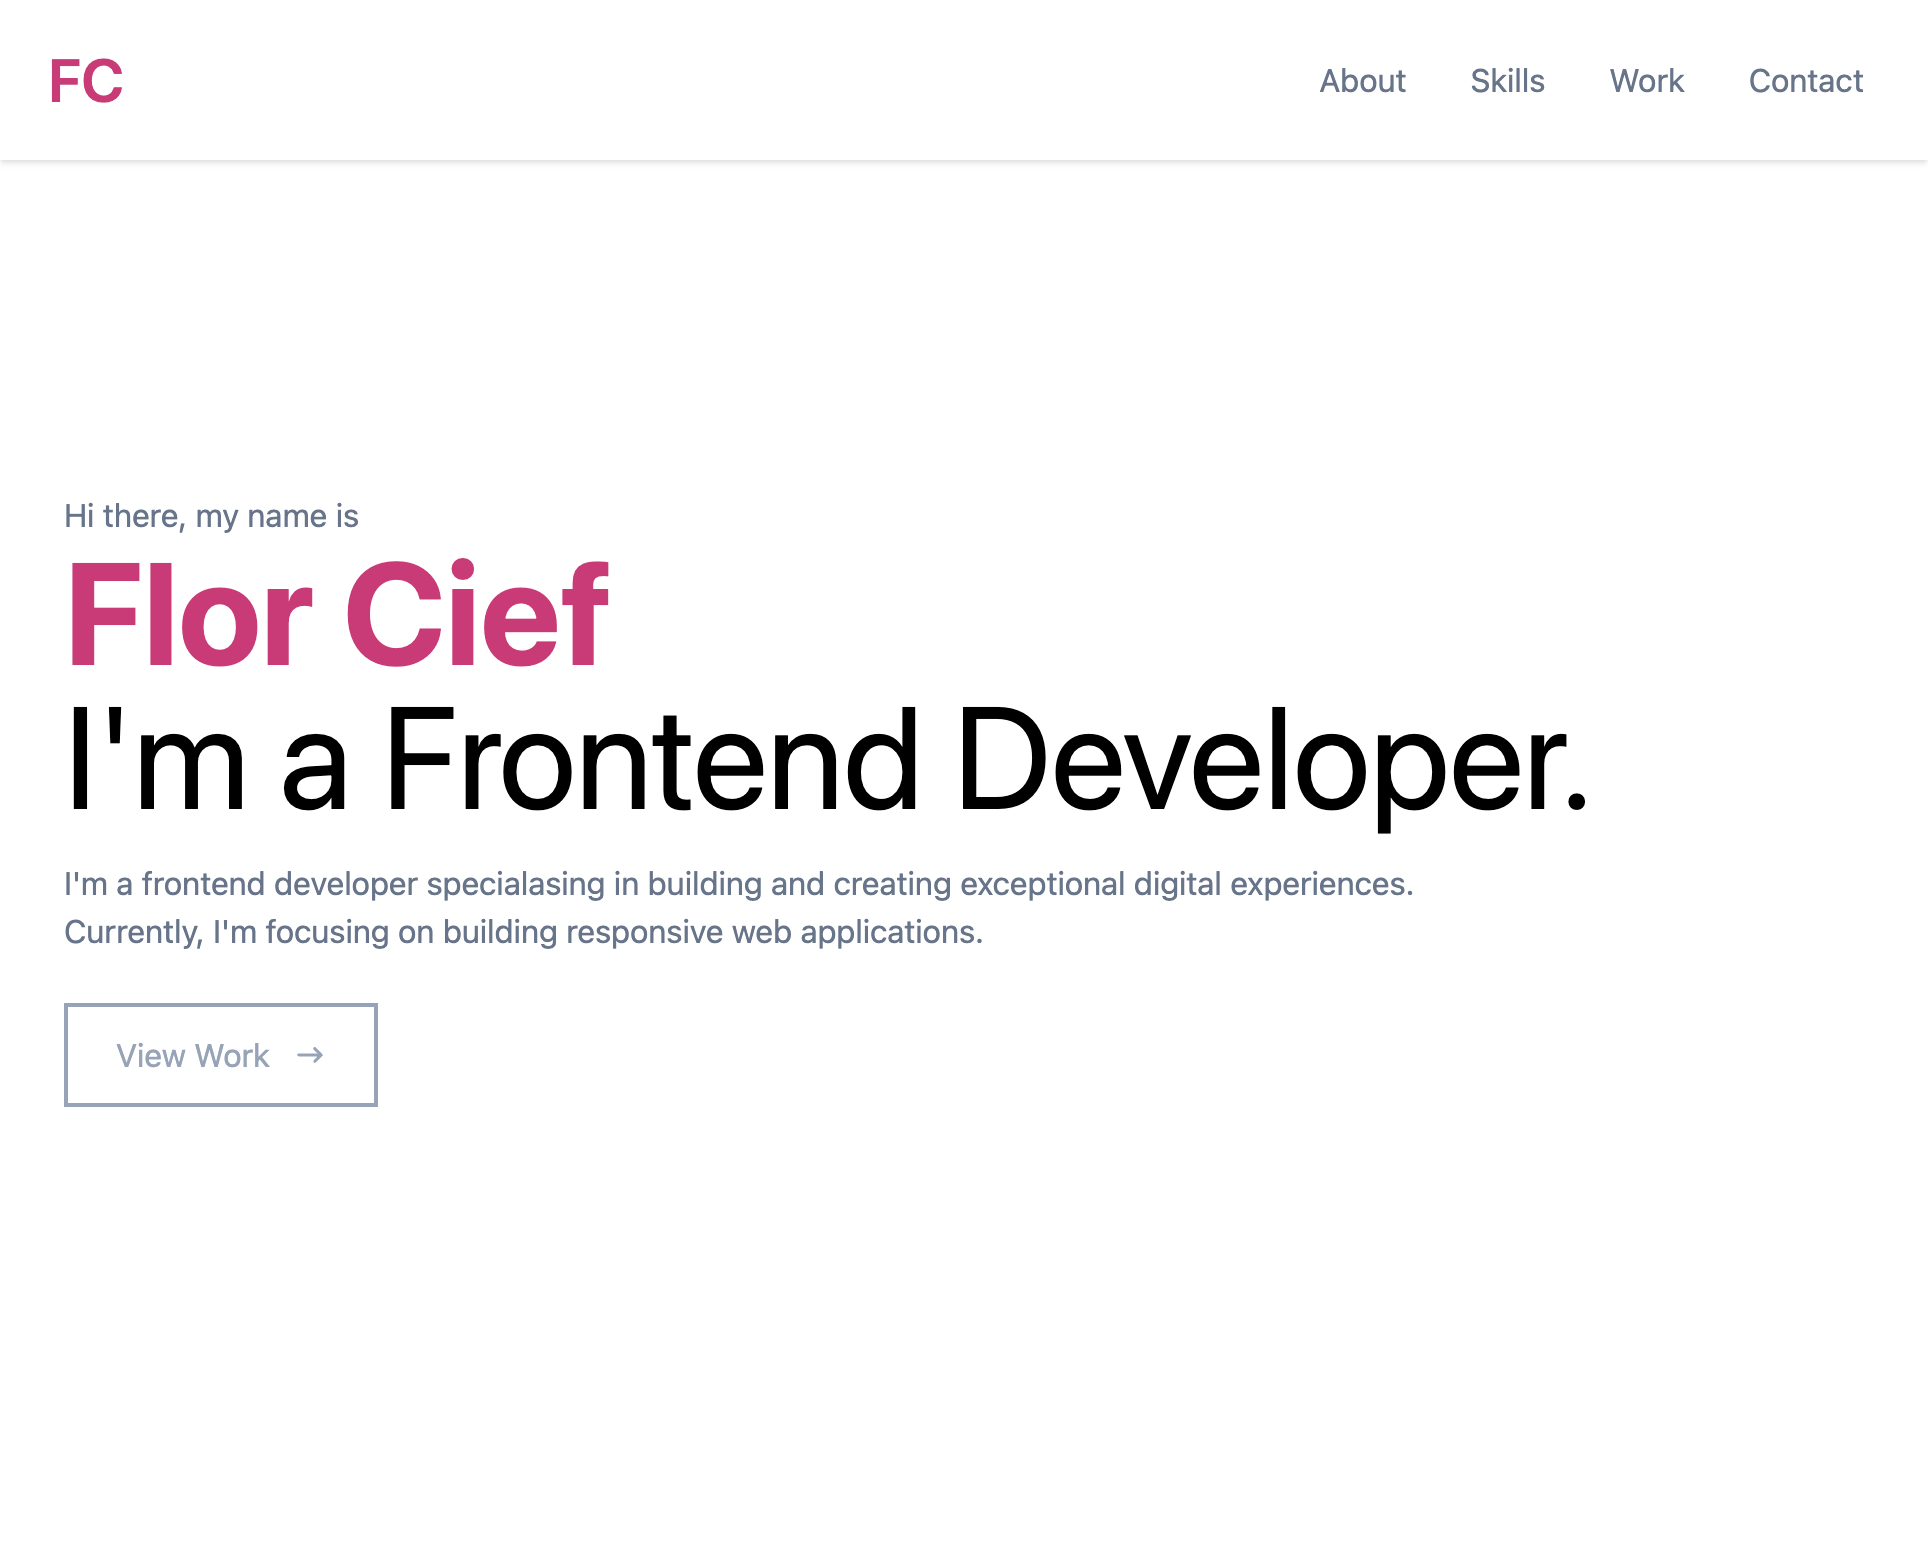 FC
About Skills Work Contact
Hi there, my name is
Flor Cief
I'm a Frontend Developer.
I'm a frontend developer specialasing in building and creating exceptional digital experiences.
Currently, I'm focusing on building responsive web applications.
View Work →